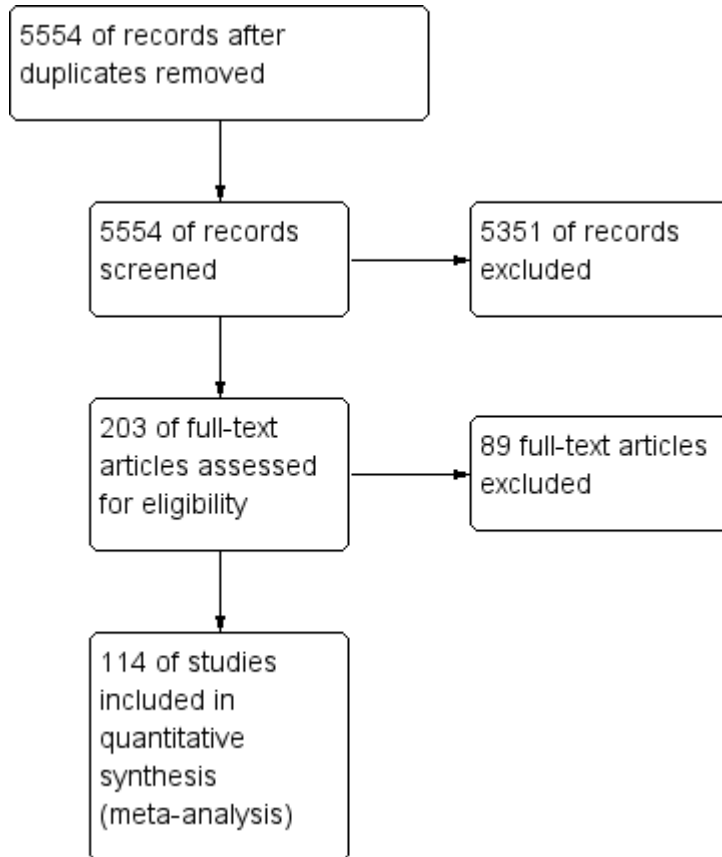 5554 of records after
duplicates removed
5554 of records
screened
5351 of records
excluded
203 of full-text
articles assessed
for eligibility
89 full-text articles
excluded
114 of studies
included in
quantitative
synthesis
(meta-analysis)